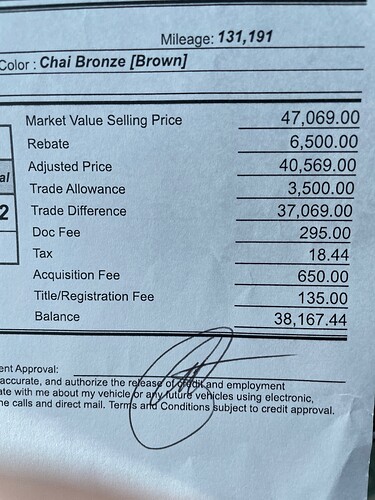 Mileage: 131,191
Color : Chai Bronze [Brown]
Market Value Selling Price 47,069.00
Rebate 6,500.00
al
Adjusted Price 40,569.00
Trade Allowance 3,500.00
2
Trade Difference 37,069.00
Doc Fee 295.00
Tax 18.44
Acquisition Fee 650.00
Title/Registration Fee 135.00
Balance 38,167.44
ent Approval:
accurate, and authorize the release of credit and employment
ate with me about my vehicle or any future vehicles using electronic,
ne calls and direct mail. Terms and Conditions subject to credit approval.